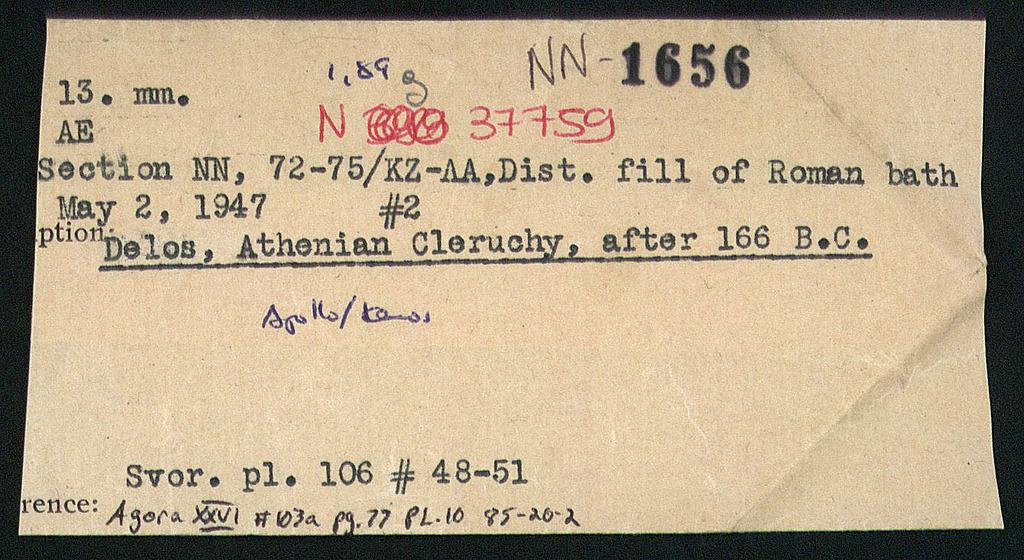 1,89 g NN-1656
13. mm.
N 37759
AE
Section NN, 72-75/KZ-AA,Dist. fill of Roman bath
May 2, 1947 #2
ption:
Delos, Athenian Cleruchy, after 166 B.C.
Apollo/
Svor. pl. 106 # 48-51
rence: Agora XXVI #103a pg. 77 PL.10 85-20-2